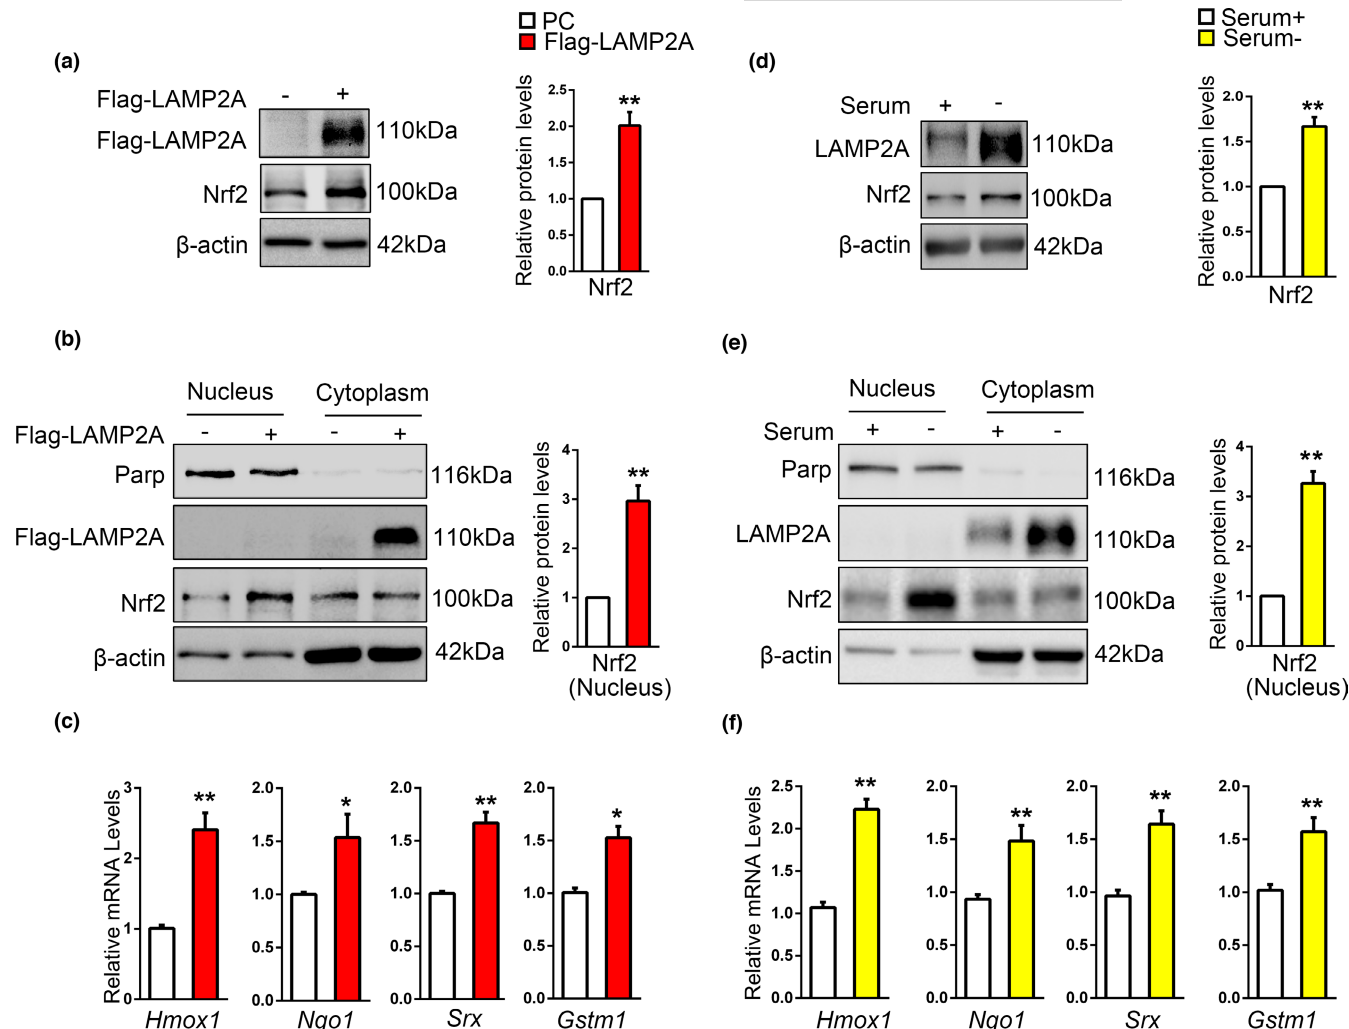 PC
Flag-LAMP2A
(a)
Flag-LAMP2A - +
Flag-LAMP2A 110kDa
Nrf2 100kDa
β-actin 42kDa
Relative protein levels
2.5
2.0
1.5
1.0
0.5
0.0
**
Nrf2
Serum+
Serum-
(d)
Serum + -
LAMP2A 110kDa
Nrf2 100kDa
β-actin 42kDa
Relative protein levels
2.0
1.5
1.0
0.5
0.0
**
Nrf2
(b)
Nucleus Cytoplasm
Flag-LAMP2A - + - +
Parp 116kDa
Flag-LAMP2A 110kDa
Nrf2 100kDa
β-actin 42kDa
Relative protein levels
4
3
2
1
0
**
Nrf2
(Nucleus)
(e)
Nucleus Cytoplasm
Serum + - + -
Parp 116kDa
LAMP2A 110kDa
Nrf2 100kDa
β-actin 42kDa
Relative protein levels
4
3
2
1
0
**
Nrf2
(Nucleus)
(c)
Relative mRNA Levels
3
2
1
0
**
Hmox1
2.0
1.5
1.0
0.5
0.0
*
Nqo1
2.0
1.5
1.0
0.5
0.0
**
Srx
2.0
1.5
1.0
0.5
0.0
*
Gstm1
(f)
Relative mRNA Levels
2.5
2.0
1.5
1.0
0.5
0.0
**
Hmox1
2.0
1.5
1.0
0.5
0.0
**
Nqo1
2.0
1.5
1.0
0.5
0.0
**
Srx
2.0
1.5
1.0
0.5
0.0
**
Gstm1